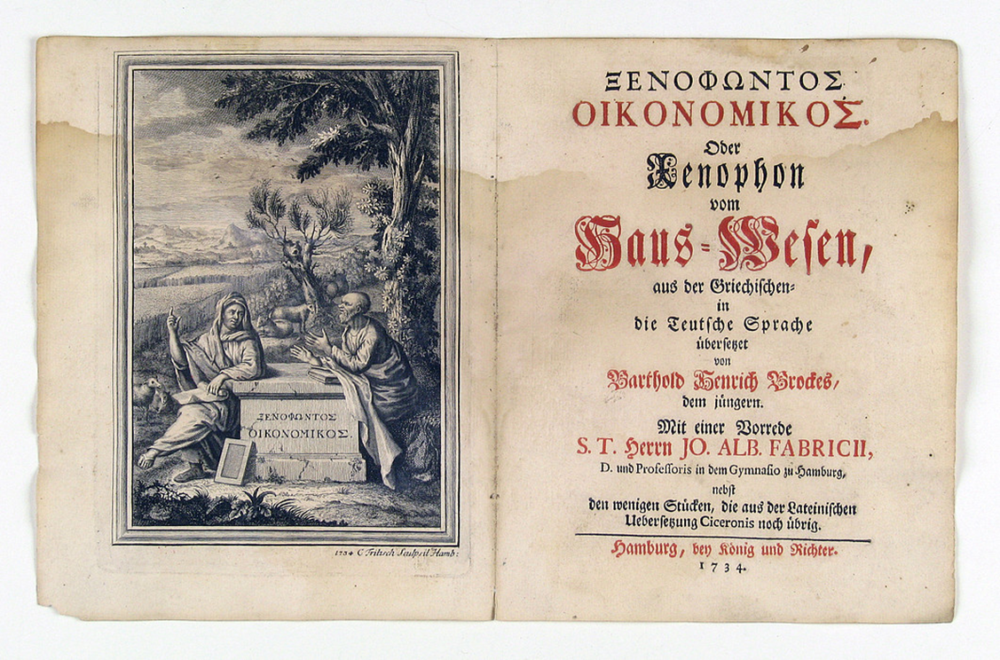 ΞΕΝΟΦΩΝΤΟΣ
ΟΙΚΟΝΟΜΙΚΟΣ.
1734 C Fritzsch Sculpsit Hamb:
ΞΕΝΟΦΩΝΤΟΣ
ΟΙΚΟΝΟΜΙΚΟΣ.
Oder
Xenophon
vom
Haus-Wesen,
aus der Griechischen-
in
die Teutsche Sprache
übersetzet
von
Barthold Henrich Brockes,
dem jüngern.
Mit einer Vorrede
S. T. Herrn JO. ALB. FABRICII,
D. und Professoris in dem Gymnasio zu Hamburg,
nebst
den wenigen Stücken, die aus der Lateinischen
Uebersetzung Ciceronis noch übrig.
Hamburg, bey König und Richter.
1734.